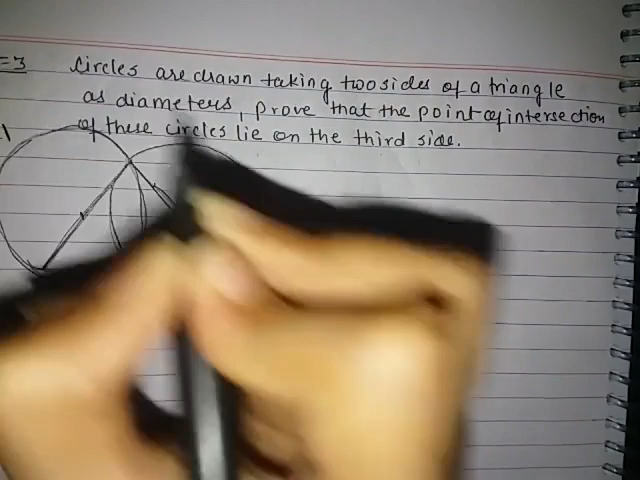 =3 Circles are drawn taking two sides of a triangle
as diameters, prove that the point of intersection
of these circles lie on the third side.